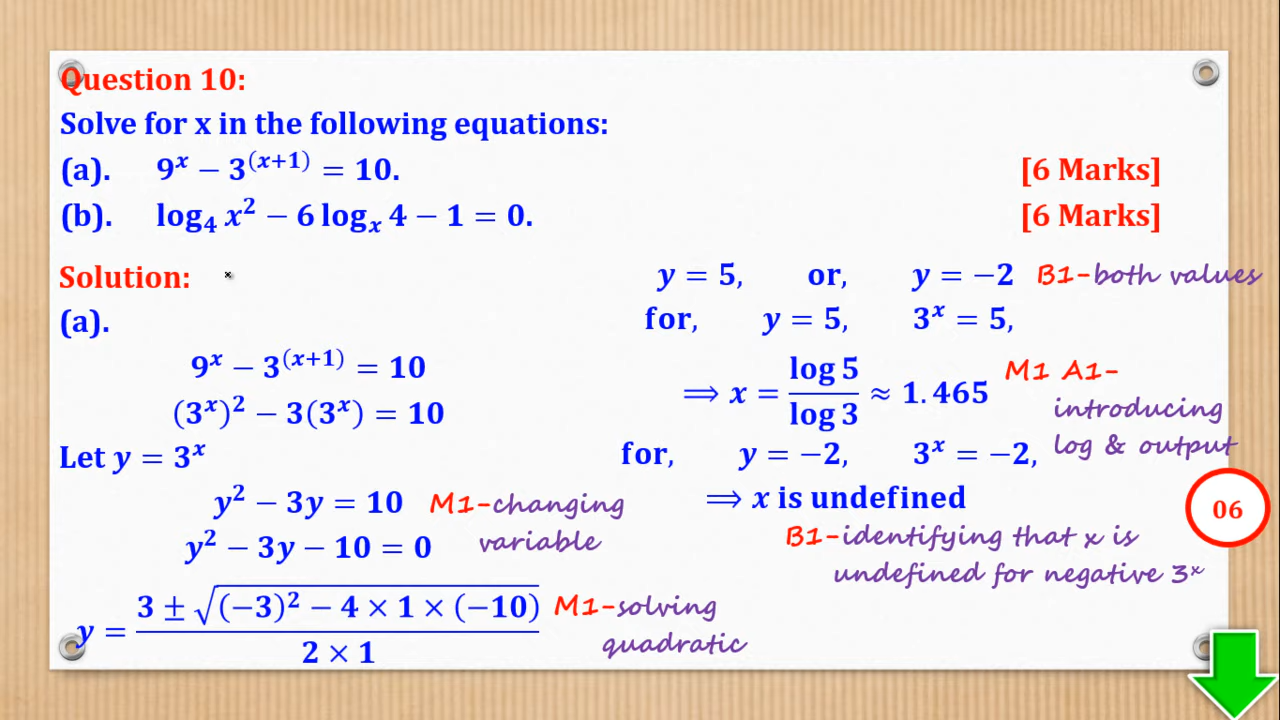 Question 10:
Solve for x in the following equations:
(a). 9^x − 3^(x+1) = 10. [6 Marks]
(b). log₄ x² − 6 logₓ 4 − 1 = 0. [6 Marks]
Solution:
(a).
9^x − 3^(x+1) = 10
(3^x)² − 3(3^x) = 10
Let y = 3^x
y² − 3y = 10 M1-changing
variable
y² − 3y − 10 = 0
y = (3 ± √((−3)² − 4 × 1 × (−10))) / (2 × 1) M1-solving
quadratic
y = 5, or, y = −2 B1-both values
for, y = 5, 3^x = 5,
⟹ x = log 5 / log 3 ≈ 1.465 M1 A1-
introducing
log & output
for, y = −2, 3^x = −2,
⟹ x is undefined
B1-identifying that x is
undefined for negative 3^x
06